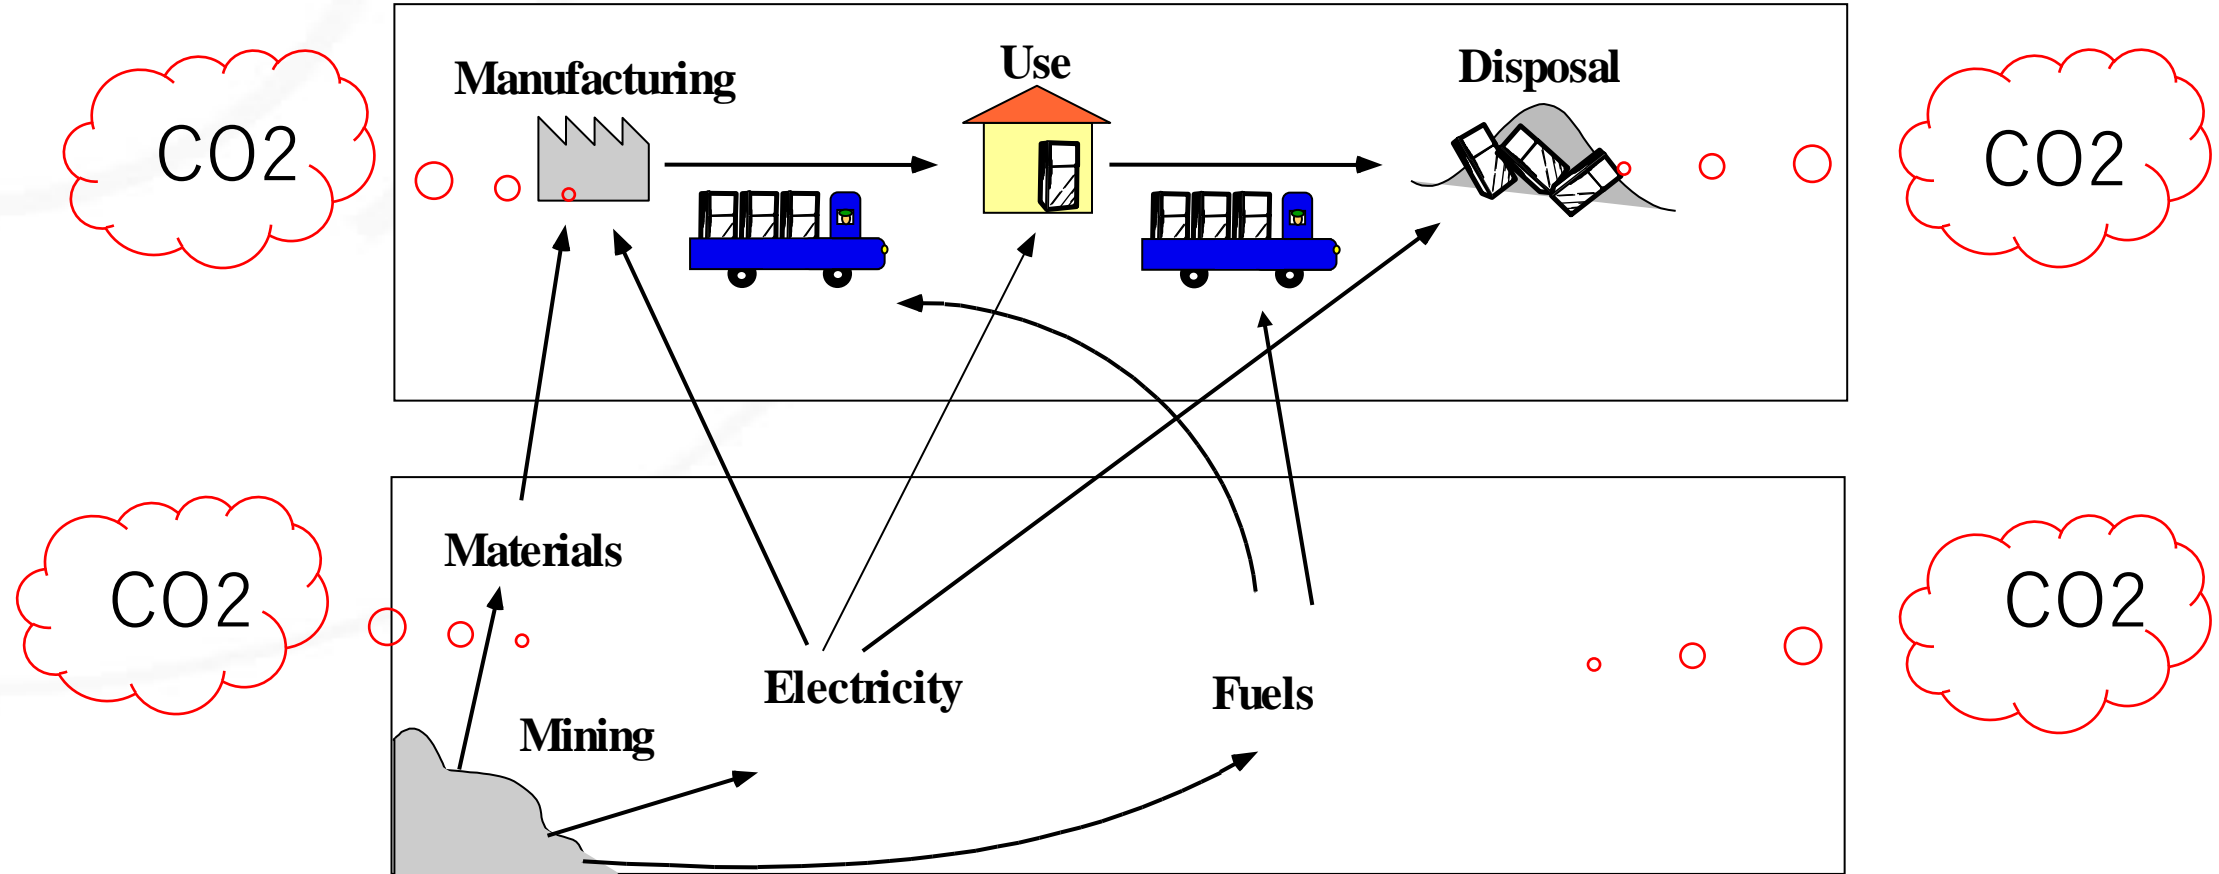 Manufacturing
Use
Disposal
CO2
CO2
Materials
CO2
CO2
Electricity
Fuels
Mining